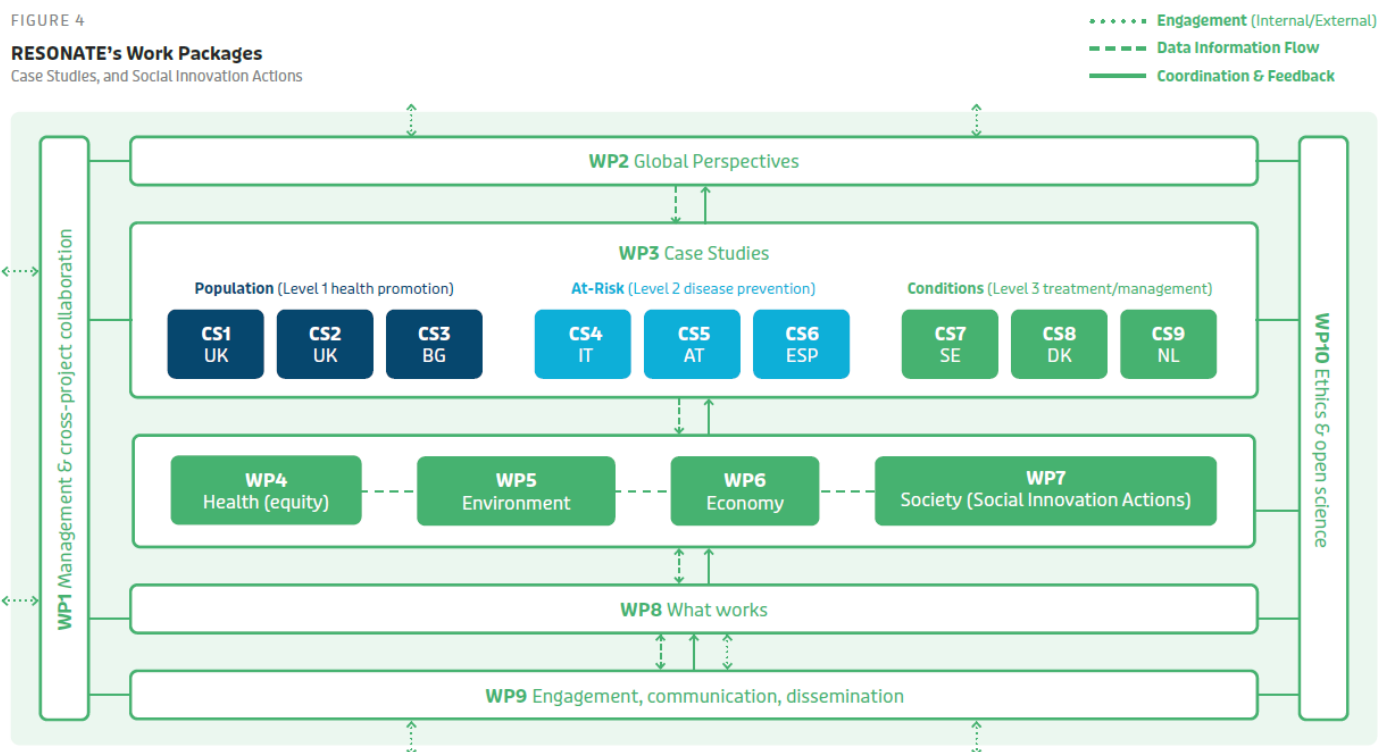 FIGURE 4
RESONATE's Work Packages
Case Studies, and Social Innovation Actions
Engagement (Internal/External)
Data Information Flow
Coordination & Feedback
WP1 Management & cross-project collaboration
WP2 Global Perspectives
WP3 Case Studies
Population (Level 1 health promotion)
CS1
UK
CS2
UK
CS3
BG
At-Risk (Level 2 disease prevention)
CS4
IT
CS5
AT
CS6
ESP
Conditions (Level 3 treatment/management)
CS7
SE
CS8
DK
CS9
NL
WP4
Health (equity)
WP5
Environment
WP6
Economy
WP7
Society (Social Innovation Actions)
WP8 What works
WP9 Engagement, communication, dissemination
WP10 Ethics & open science